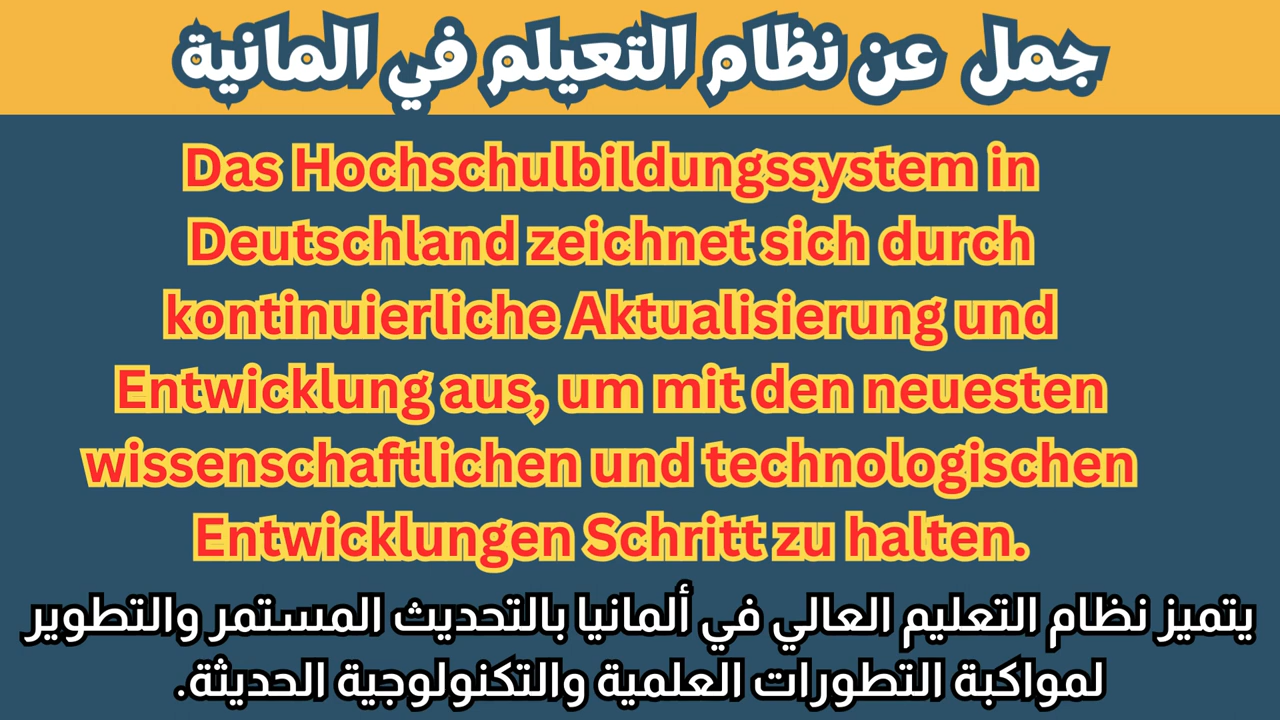 جمل عن نظام التعيلم في المانية
Das Hochschulbildungssystem in
Deutschland zeichnet sich durch
kontinuierliche Aktualisierung und
Entwicklung aus, um mit den neuesten
wissenschaftlichen und technologischen
Entwicklungen Schritt zu halten.
يتميز نظام التعليم العالي في ألمانيا بالتحديث المستمر والتطوير
لمواكبة التطورات العلمية والتكنولوجية الحديثة.